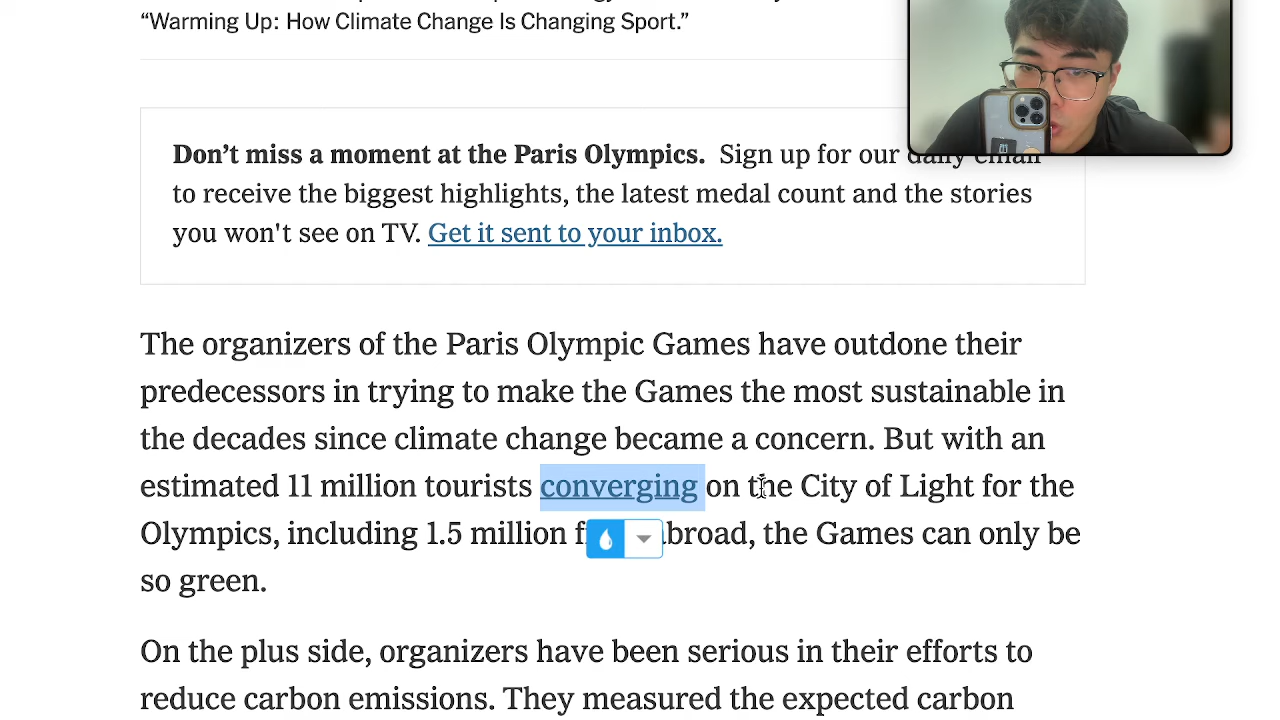 “Warming Up: How Climate Change Is Changing Sport.”
Don’t miss a moment at the Paris Olympics. Sign up for our daily email
to receive the biggest highlights, the latest medal count and the stories
you won't see on TV. Get it sent to your inbox.
The organizers of the Paris Olympic Games have outdone their
predecessors in trying to make the Games the most sustainable in
the decades since climate change became a concern. But with an
estimated 11 million tourists converging on the City of Light for the
Olympics, including 1.5 million abroad, the Games can only be
so green.
On the plus side, organizers have been serious in their efforts to
reduce carbon emissions. They measured the expected carbon